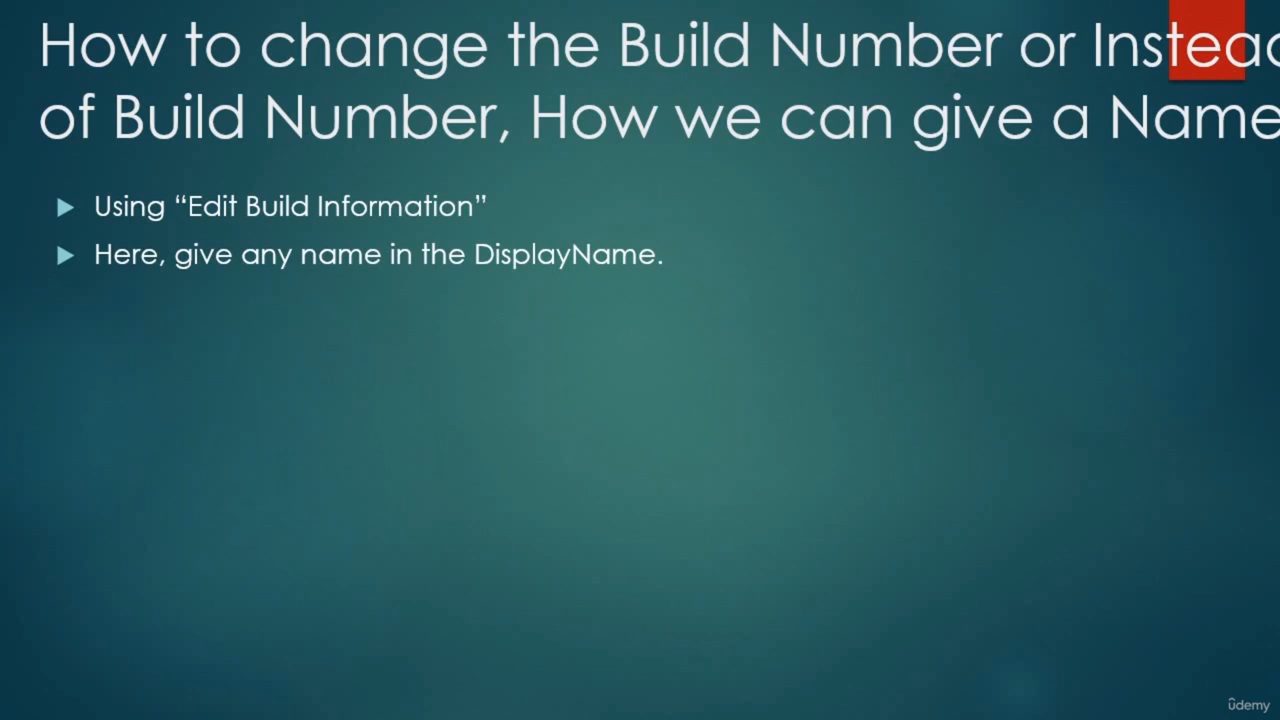 How to change the Build Number or Instead
of Build Number, How we can give a Name
Using “Edit Build Information”
Here, give any name in the DisplayName.
ûdemy